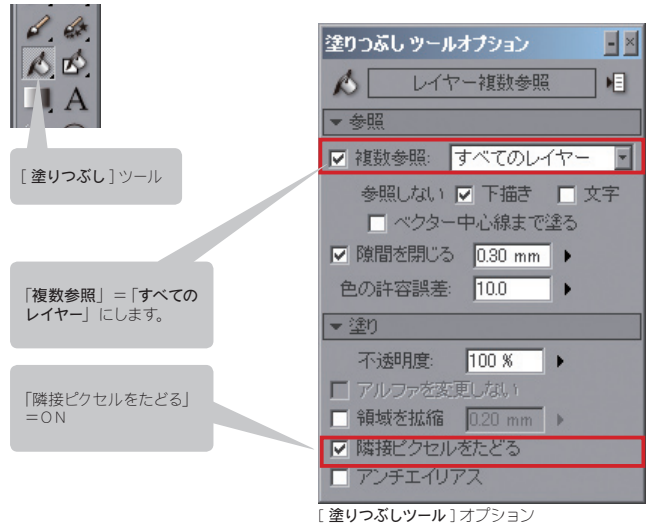 A
[ 塗りつぶし ] ツール
「複数参照」＝「すべての
レイヤー」にします。
「隣接ピクセルをたどる」
＝ＯＮ
塗りつぶし ツールオプション
レイヤー複数参照
参照
複数参照: すべてのレイヤー
参照しない 下描き 文字
ベクター中心線まで塗る
隙間を閉じる 0.30 mm
色の許容誤差: 10.0
塗り
不透明度: 100 %
アルファを変更しない
領域を拡縮 0.20 mm
隣接ピクセルをたどる
アンチエイリアス
[ 塗りつぶしツール ] オプション